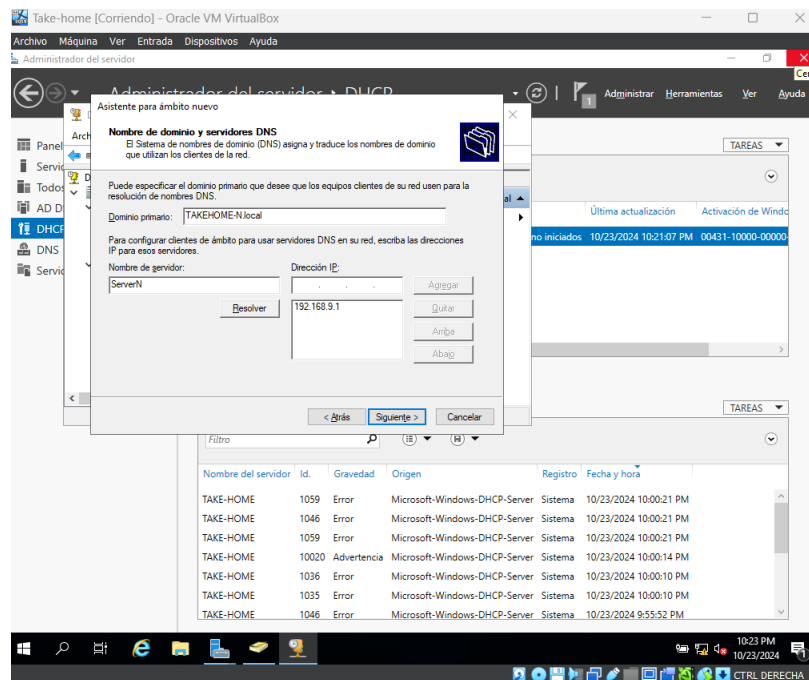 Take-home [Corriendo] - Oracle VM VirtualBox
Archivo Máquina Ver Entrada Dispositivos Ayuda
Administrador del servidor
Administrar Herramientas Ver Ayuda
1
Asistente para ámbito nuevo
Nombre de dominio y servidores DNS
El Sistema de nombres de dominio (DNS) asigna y traduce los nombres de dominio
que utilizan los clientes de la red.
Puede especificar el dominio primario que desee que los equipos clientes de su red usen para la
resolución de nombres DNS.
Dominio primario: TAKEHOME-N.local
Para configurar clientes de ámbito para usar servidores DNS en su red, escriba las direcciones
IP para esos servidores.
Nombre de servidor: Dirección IP:
ServerN . . . Agregar
Resolver 192.168.9.1 Quitar
Arriba
Abajo
< Atrás Siguiente > Cancelar
Panel
Servi
Todos
AD D
DHCP
DNS
Servic
Arch
TAREAS
Última actualización Activación de Windo
no iniciados 10/23/2024 10:21:07 PM 00431-10000-00000-
TAREAS
Filtro
Nombre del servidor Id. Gravedad Origen Registro Fecha y hora
TAKE-HOME 1059 Error Microsoft-Windows-DHCP-Server Sistema 10/23/2024 10:00:21 PM
TAKE-HOME 1046 Error Microsoft-Windows-DHCP-Server Sistema 10/23/2024 10:00:21 PM
TAKE-HOME 1059 Error Microsoft-Windows-DHCP-Server Sistema 10/23/2024 10:00:21 PM
TAKE-HOME 10020 Advertencia Microsoft-Windows-DHCP-Server Sistema 10/23/2024 10:00:14 PM
TAKE-HOME 1036 Error Microsoft-Windows-DHCP-Server Sistema 10/23/2024 10:00:10 PM
TAKE-HOME 1035 Error Microsoft-Windows-DHCP-Server Sistema 10/23/2024 10:00:10 PM
TAKE-HOME 1046 Error Microsoft-Windows-DHCP-Server Sistema 10/23/2024 9:55:52 PM
10:23 PM
10/23/2024
CTRL DERECHA